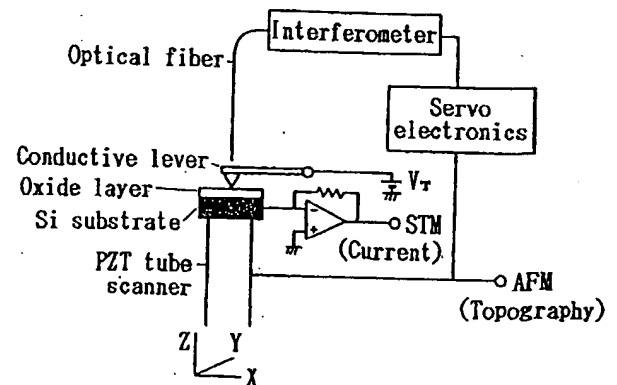 Interferometer
Optical fiber
Servo
electronics
Conductive lever
V_T
Oxide layer
Si substrate
STM
(Current)
PZT tube
scanner
AFM
(Topography)
Z
Y
X